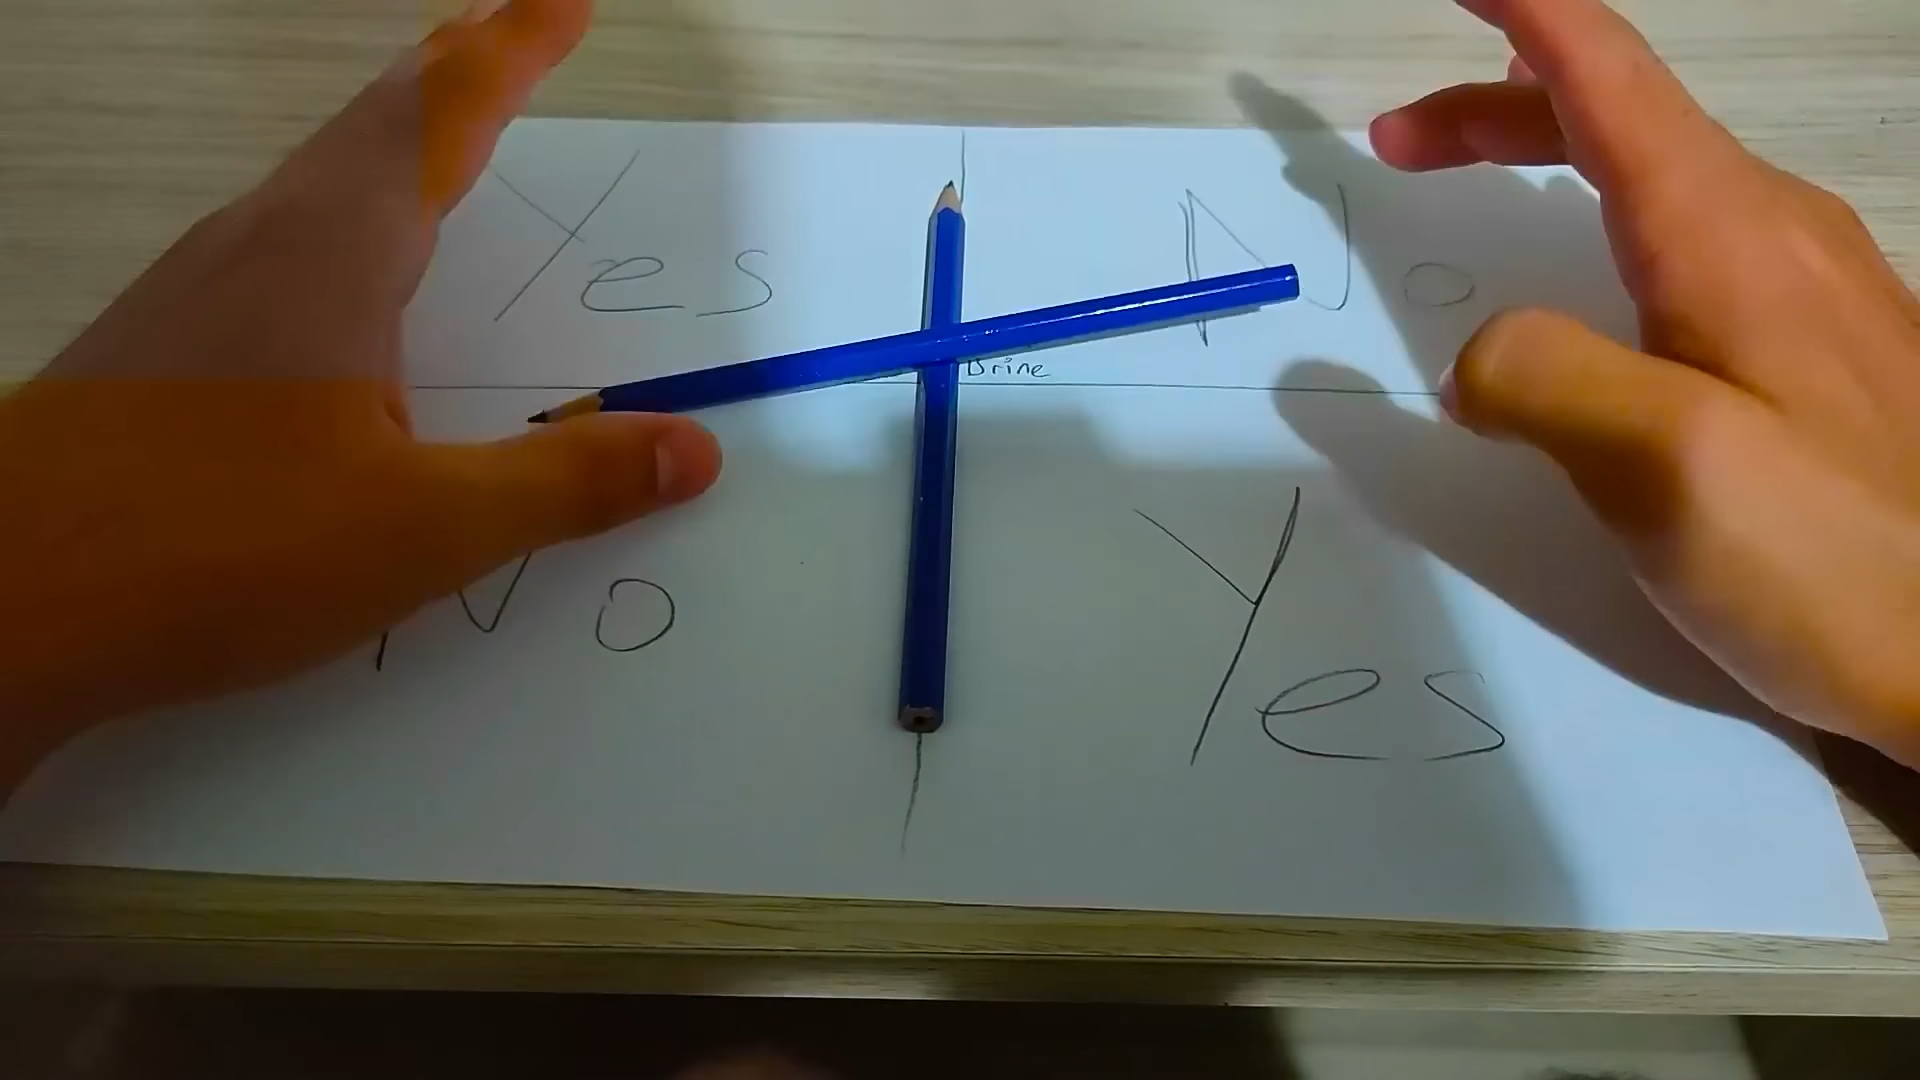 Yes No
Drine
No Yes